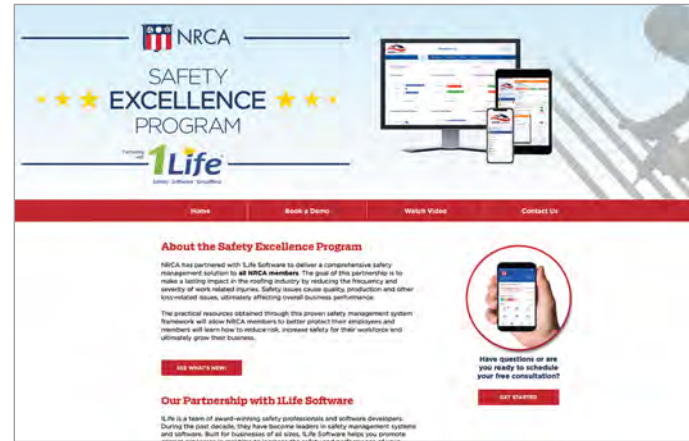 NRCA
SAFETY
EXCELLENCE
PROGRAM
1Life
Safety Software Simplified
Home
Book a Demo
Watch Video
Contact Us
About the Safety Excellence Program
NRCA has partnered with 1Life Software to deliver a comprehensive safety
management solution to all NRCA members. The goal of this partnership is to
make a lasting impact in the roofing industry by reducing the frequency and
severity of work related injuries. Safety issues cause quality, production and other
loss-related issues, ultimately affecting overall business performance.
The practical resources obtained through this proven safety management system
framework will allow NRCA members to better protect their employees and
members will learn how to reduce risk, increase safety for their workforce and
ultimately grow their business.
SEE WHAT'S NEW!
Have questions or are
you ready to schedule
your free consultation?
GET STARTED
Our Partnership with 1Life Software
1Life is a team of award-winning safety professionals and software developers.
During the past decade, they have become leaders in safety management systems
and software. Built for businesses of all sizes, 1Life Software helps you promote